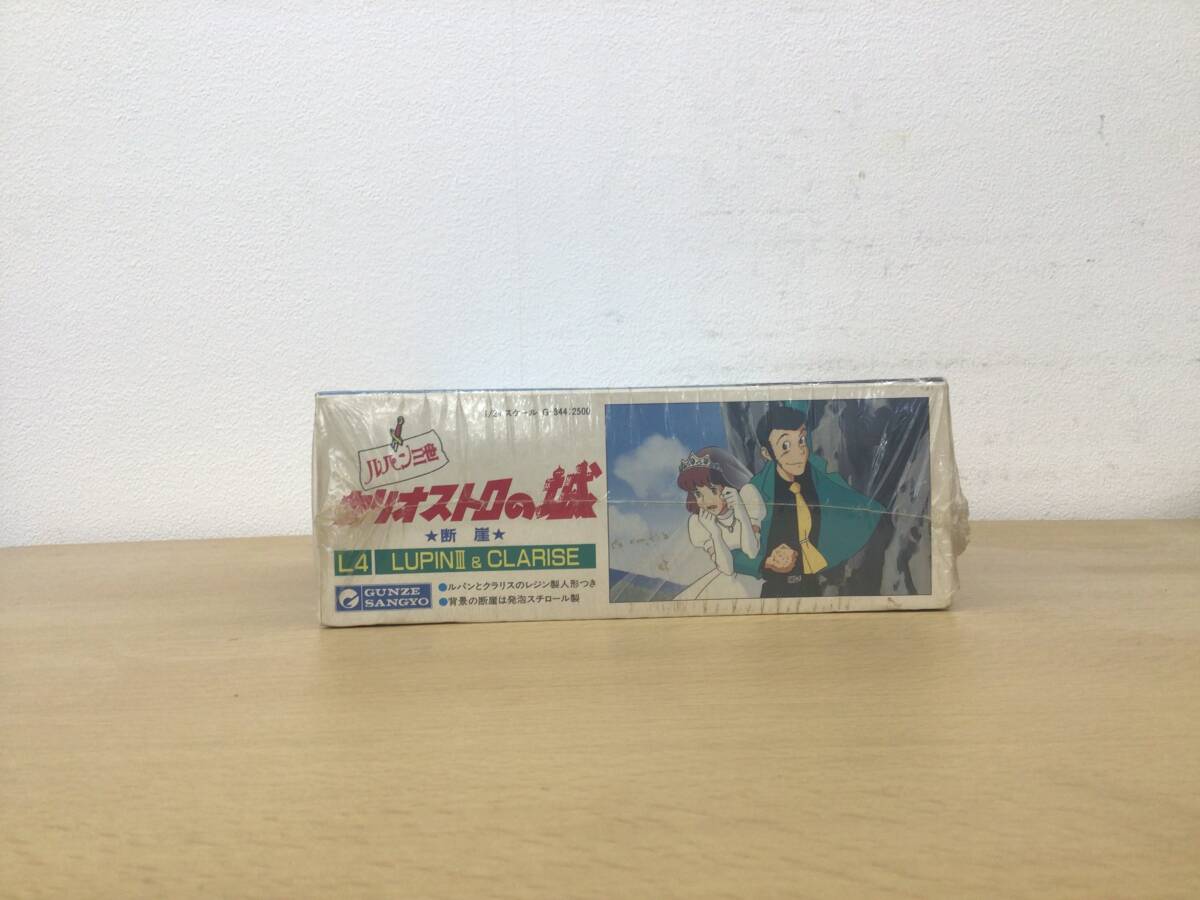 1/24 スケール G-344:2500
ルパン三世
カリオストロの城
★断崖★
L4 LUPINⅢ & CLARISE
GUNZE SANGYO
●ルパンとクラリスのレジン製人形つき
●背景の断崖は発泡スチロール製